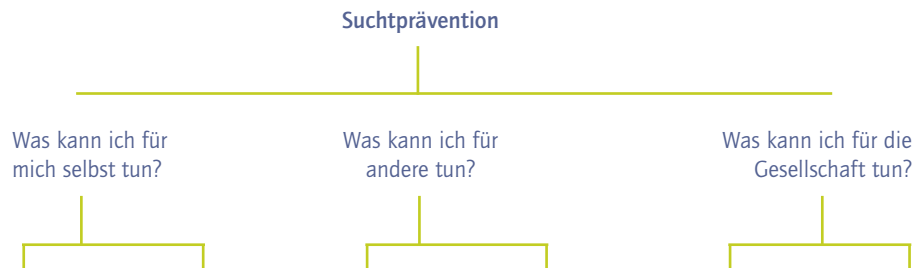 Suchtprävention
Was kann ich für
mich selbst tun?
Was kann ich für
andere tun?
Was kann ich für die
Gesellschaft tun?